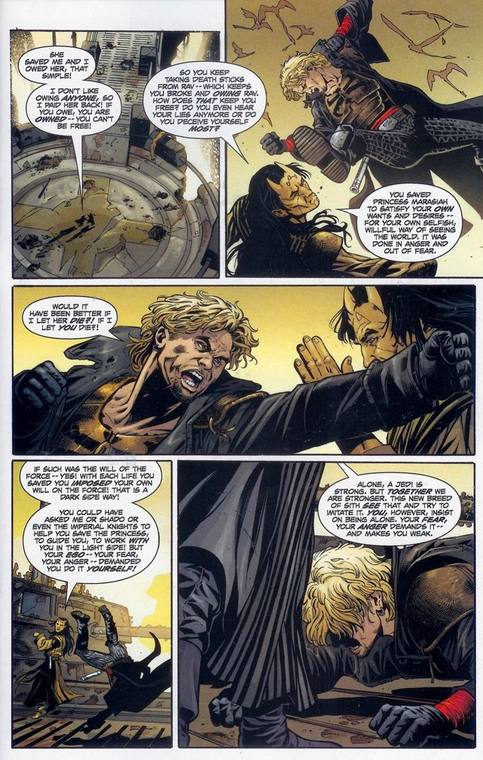 SHE
SAVED ME AND I
OWED HER, THAT
SIMPLE!
I DON'T LIKE
OWING ANYONE, SO
I PAID HER BACK! IF
YOU OWE, YOU ARE
OWNED -- YOU CAN'T
BE FREE!
SO YOU KEEP
TAKING DEATH STICKS
FROM RAV -- WHICH KEEPS
YOU BROKE AND OWING RAV.
HOW DOES THAT KEEP YOU
FREE? DO YOU EVEN HEAR
YOUR LIES ANYMORE OR DO
YOU DECEIVE YOURSELF
MOST?
YOU SAVED
PRINCESS MARASIAH
TO SATISFY YOUR OWN
WANTS AND DESIRES --
FOR YOUR OWN SELFISH,
WILLFUL WAY OF SEEING
THE WORLD. IT WAS
DONE IN ANGER AND
OUT OF FEAR.
WOULD IT
HAVE BEEN BETTER IF
I LET HER DIE?! IF I
LET YOU DIE?!
IF SUCH WAS THE WILL OF THE
FORCE -- YES! WITH EACH LIFE YOU
SAVED YOU IMPOSED YOUR OWN
WILL ON THE FORCE! THAT IS A
DARK SIDE WAY!
YOU COULD HAVE
ASKED ME OR SHADO OR
EVEN THE IMPERIAL KNIGHTS TO
HELP YOU SAVE THE PRINCESS,
TO GUIDE YOU, TO WORK WITH
YOU IN THE LIGHT SIDE! BUT
YOUR EGO -- YOUR FEAR,
YOUR ANGER -- DEMANDED
YOU DO IT YOURSELF!
ALONE, A JEDI IS
STRONG. BUT TOGETHER WE
ARE STRONGER. THIS NEW BREED
OF SITH SEE THAT AND TRY TO
IMITATE IT. YOU, HOWEVER, INSIST
ON BEING ALONE. YOUR FEAR,
YOUR ANGER DEMANDS IT --
AND MAKES YOU WEAK.